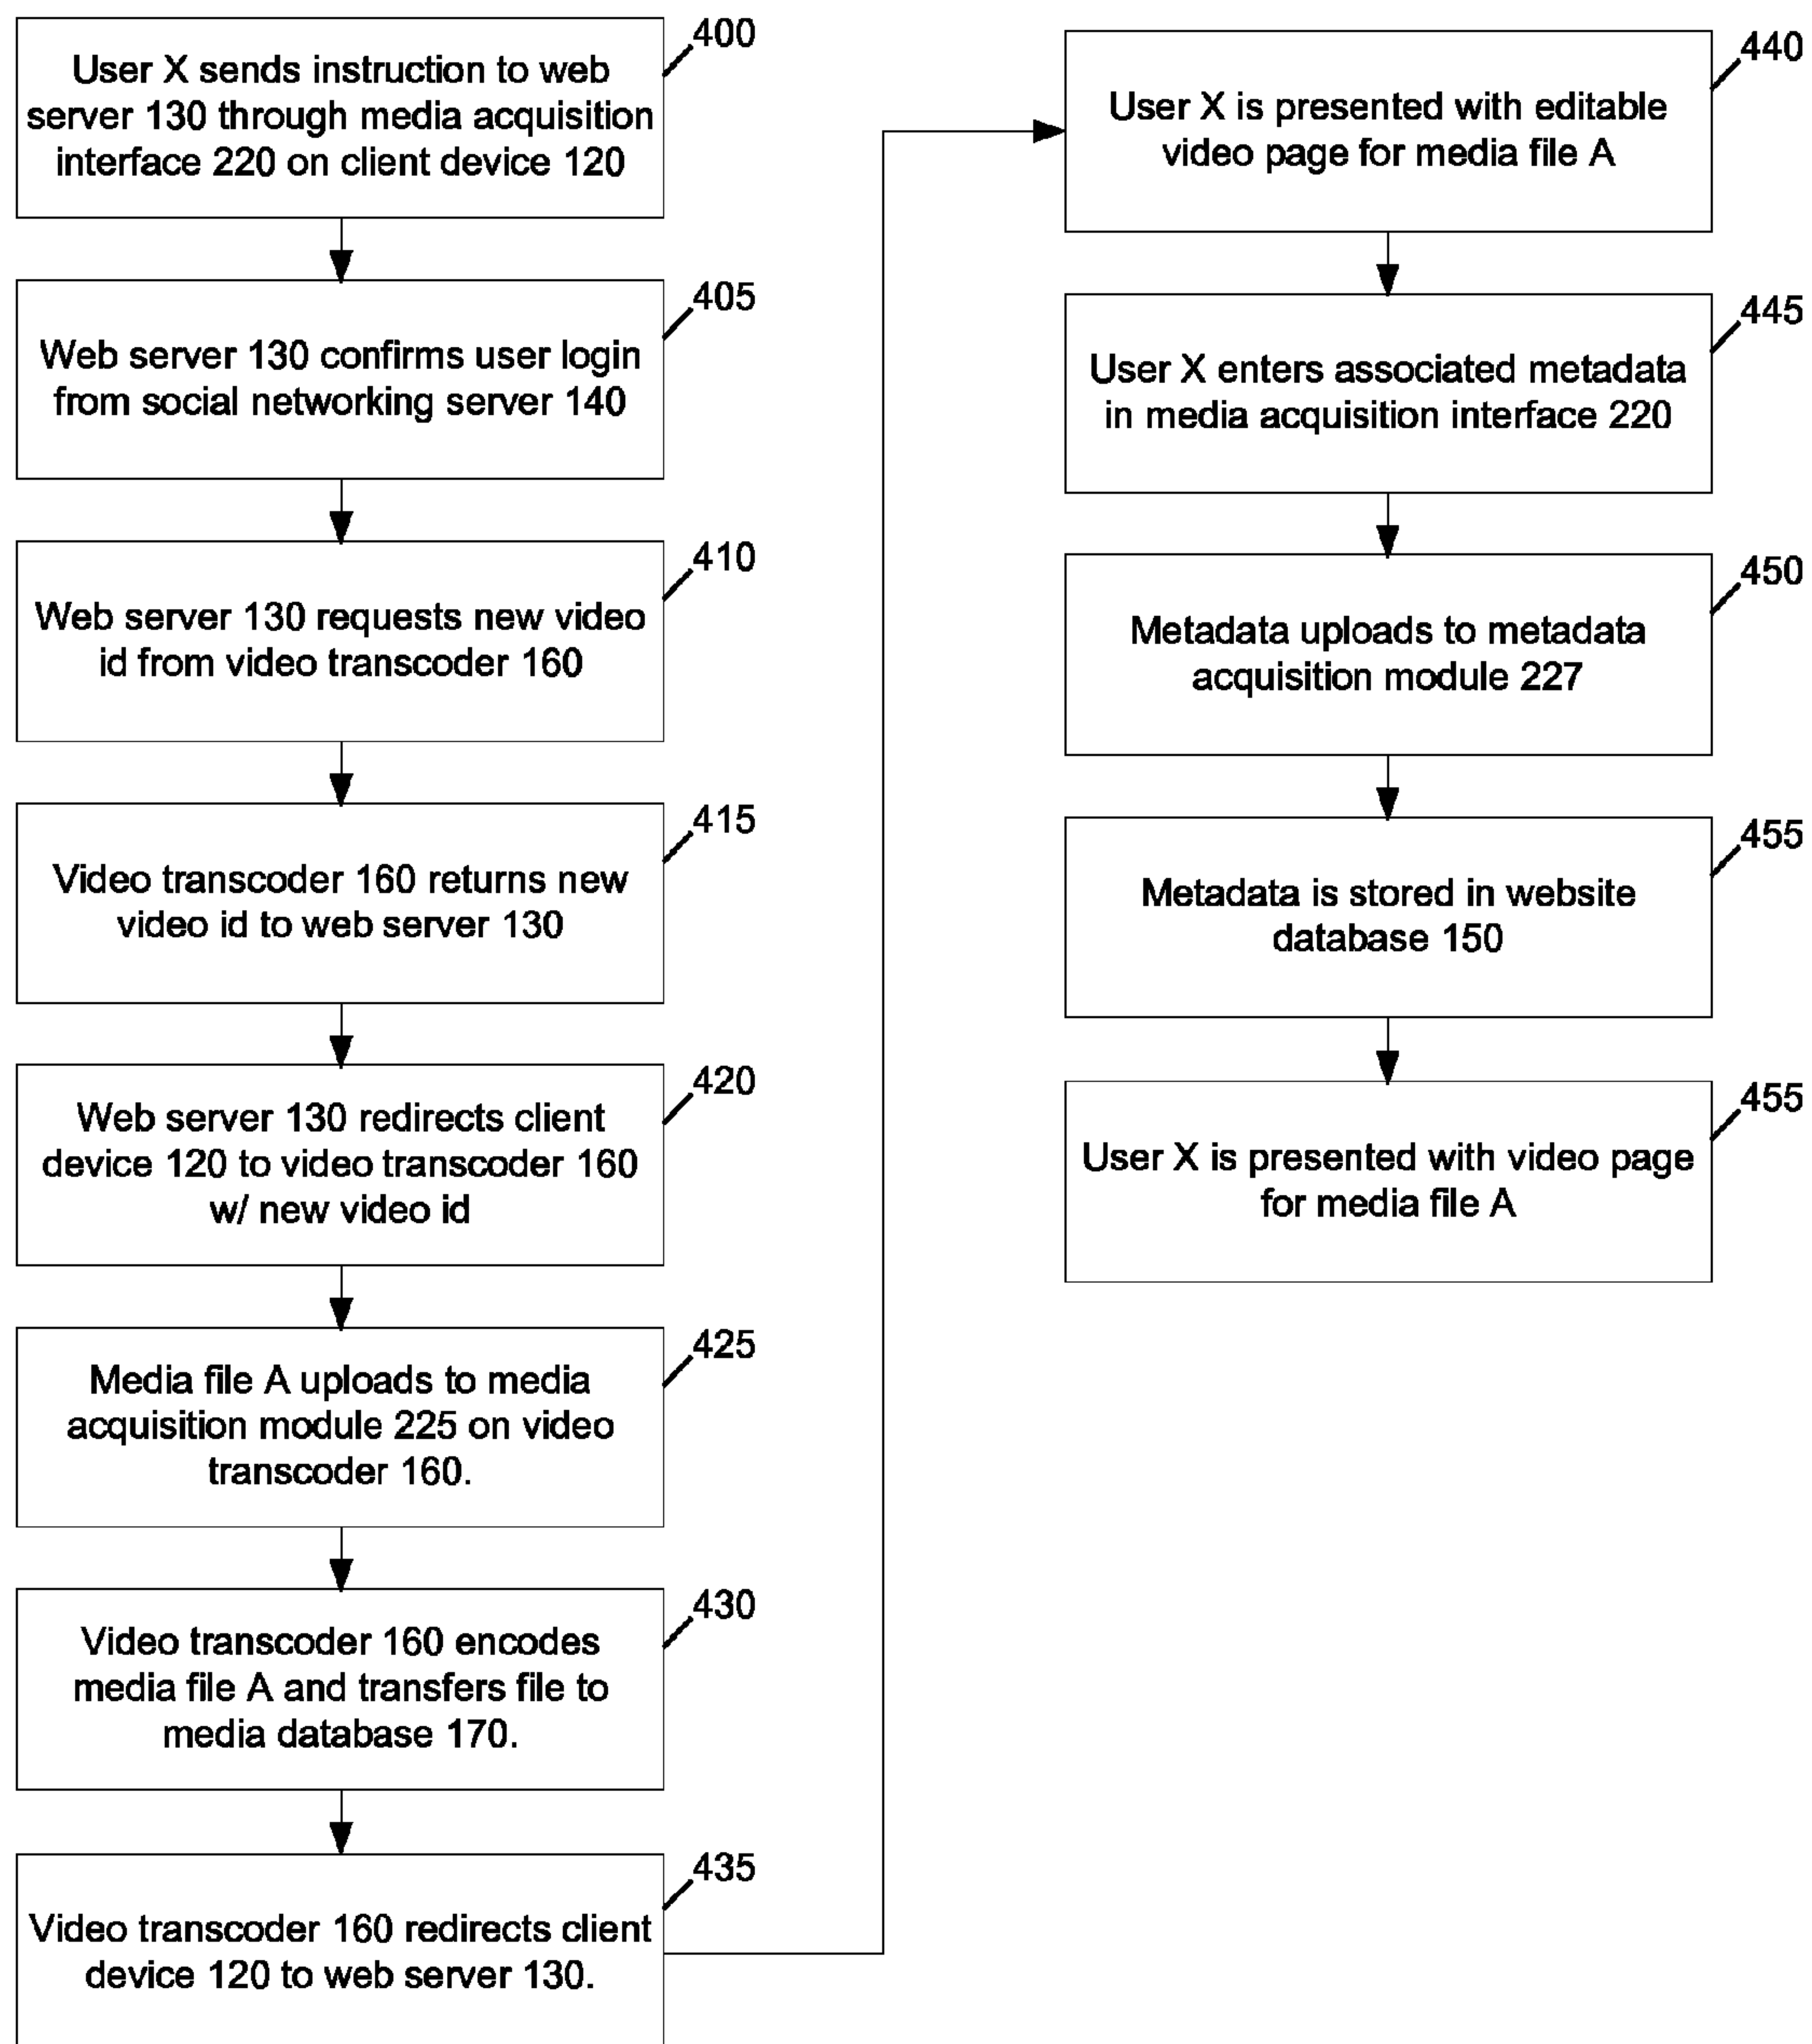 400
User X sends instruction to web
server 130 through media acquisition
interface 220 on client device 120
405
Web server 130 confirms user login
from social networking server 140
410
Web server 130 requests new video
id from video transcoder 160
415
Video transcoder 160 returns new
video id to web server 130
420
Web server 130 redirects client
device 120 to video transcoder 160
w/ new video id
425
Media file A uploads to media
acquisition module 225 on video
transcoder 160.
430
Video transcoder 160 encodes
media file A and transfers file to
media database 170.
435
Video transcoder 160 redirects client
device 120 to web server 130.
440
User X is presented with editable
video page for media file A
445
User X enters associated metadata
in media acquisition interface 220
450
Metadata uploads to metadata
acquisition module 227
455
Metadata is stored in website
database 150
455
User X is presented with video page
for media file A